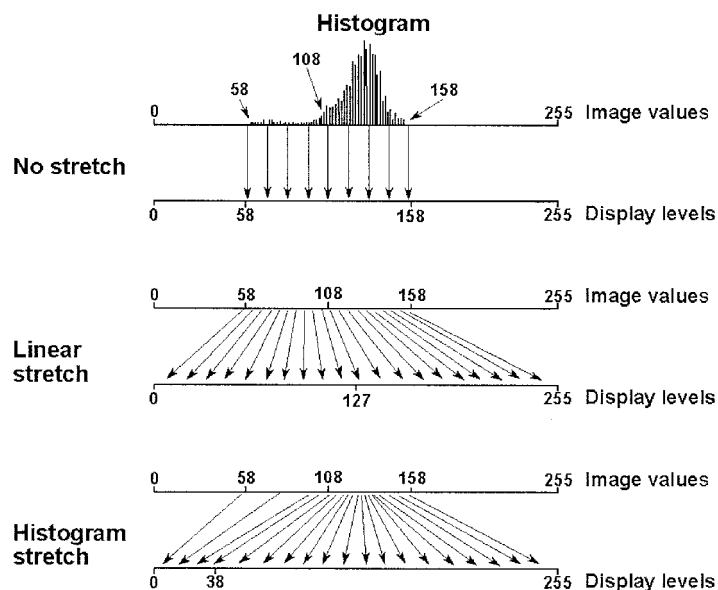 Histogram
108
58
158
0
255 Image values
No stretch
0
58
158
255 Display levels
0
58
108
158
255 Image values
Linear
stretch
0
127
255 Display levels
0
58
108
158
255 Image values
Histogram
stretch
0
38
255 Display levels